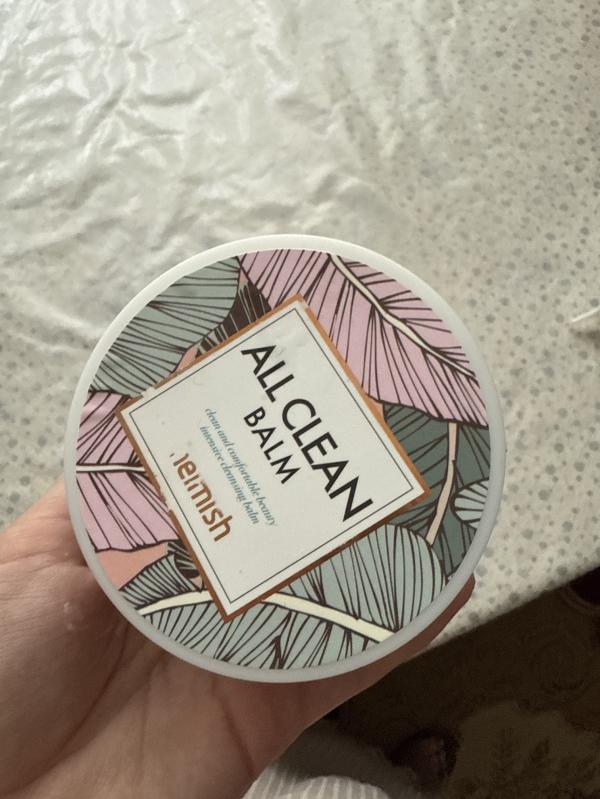 ALL CLEAN
BALM
clean and comfortable beauty
intensive cleansing balm
heimish